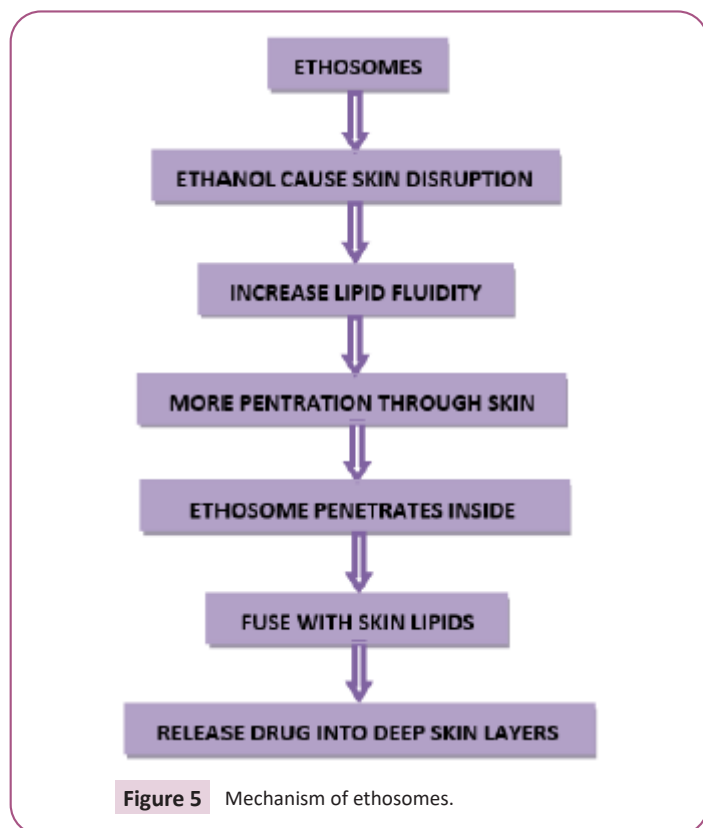 ETHOSOMES
ETHANOL CAUSE SKIN DISRUPTION
INCREASE LIPID FLUIDITY
MORE PENTRATION THROUGH SKIN
ETHOSOME PENETRATES INSIDE
FUSE WITH SKIN LIPIDS
RELEASE DRUG INTO DEEP SKIN LAYERS
Figure 5 Mechanism of ethosomes.